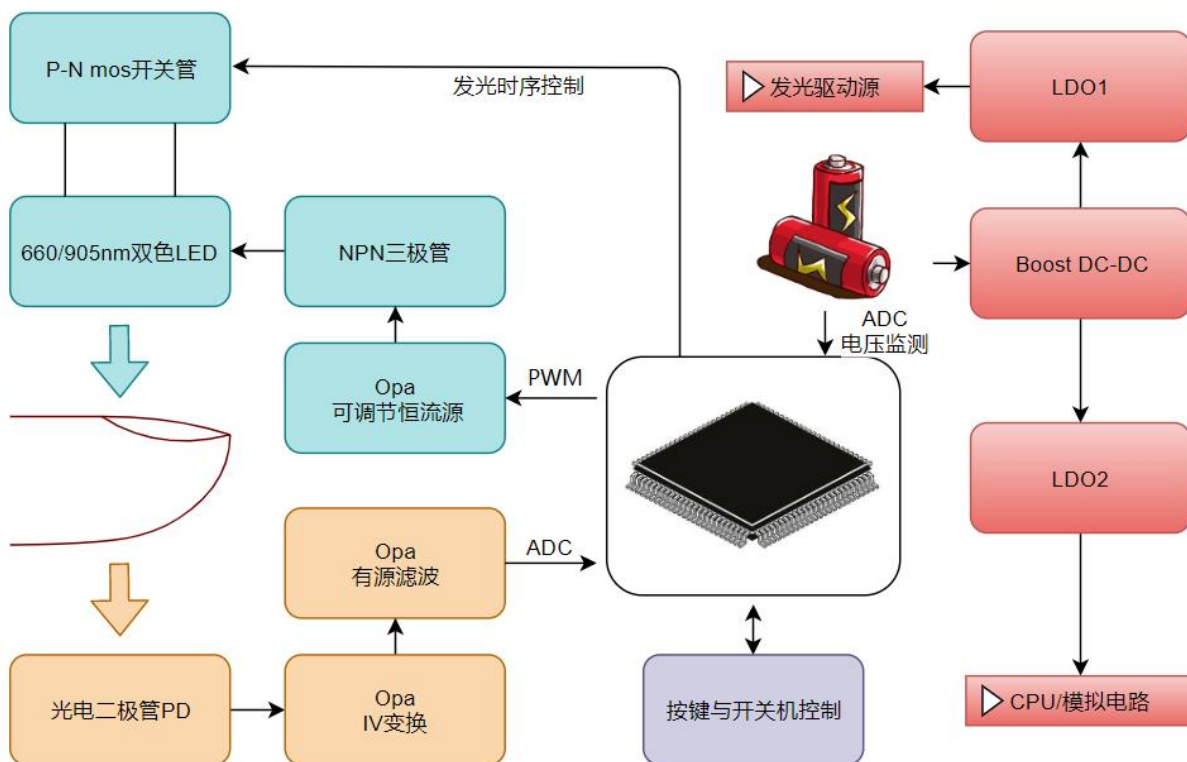 P-N mos开关管
发光时序控制
发光驱动源
LDO1
660/905nm双色LED
NPN三极管
Boost DC-DC
ADC
电压监测
Opa
可调节恒流源
PWM
LDO2
Opa
有源滤波
ADC
光电二极管PD
Opa
IV变换
按键与开关机控制
CPU/模拟电路